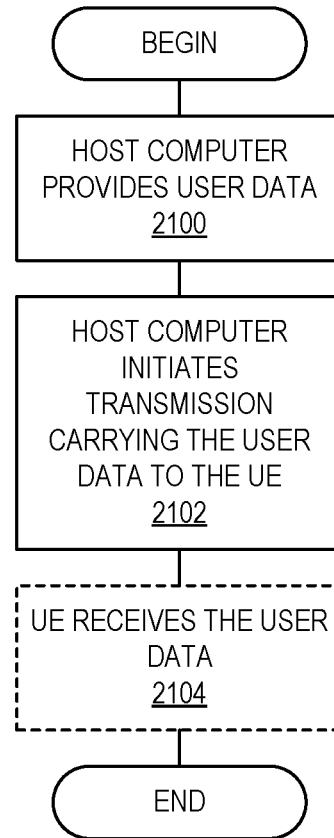 BEGIN
HOST COMPUTER
PROVIDES USER DATA
2100
HOST COMPUTER
INITIATES
TRANSMISSION
CARRYING THE USER
DATA TO THE UE
2102
UE RECEIVES THE USER
DATA
2104
END